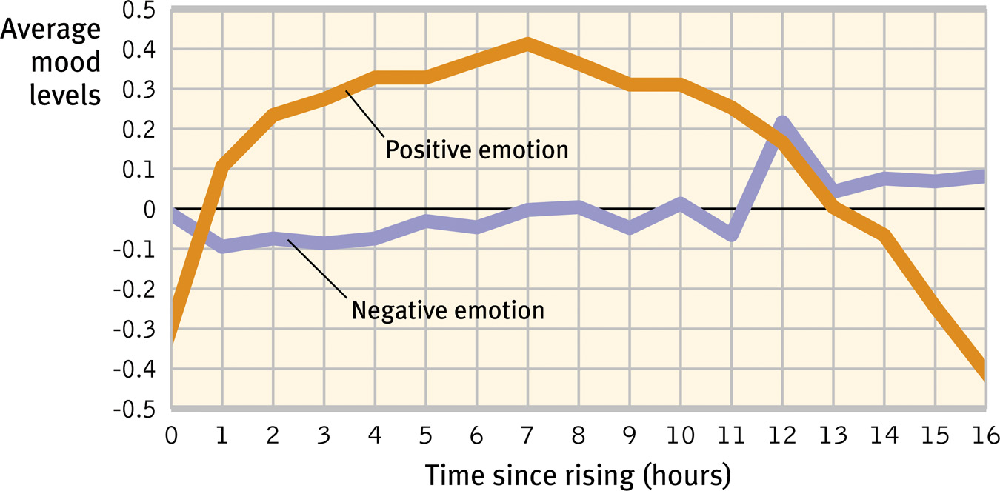 Average
mood
levels
0.5
0.4
0.3
0.2
0.1
0
-0.1
-0.2
-0.3
-0.4
-0.5
Positive emotion
Negative emotion
0 1 2 3 4 5 6 7 8 9 10 11 12 13 14 15 16
Time since rising (hours)